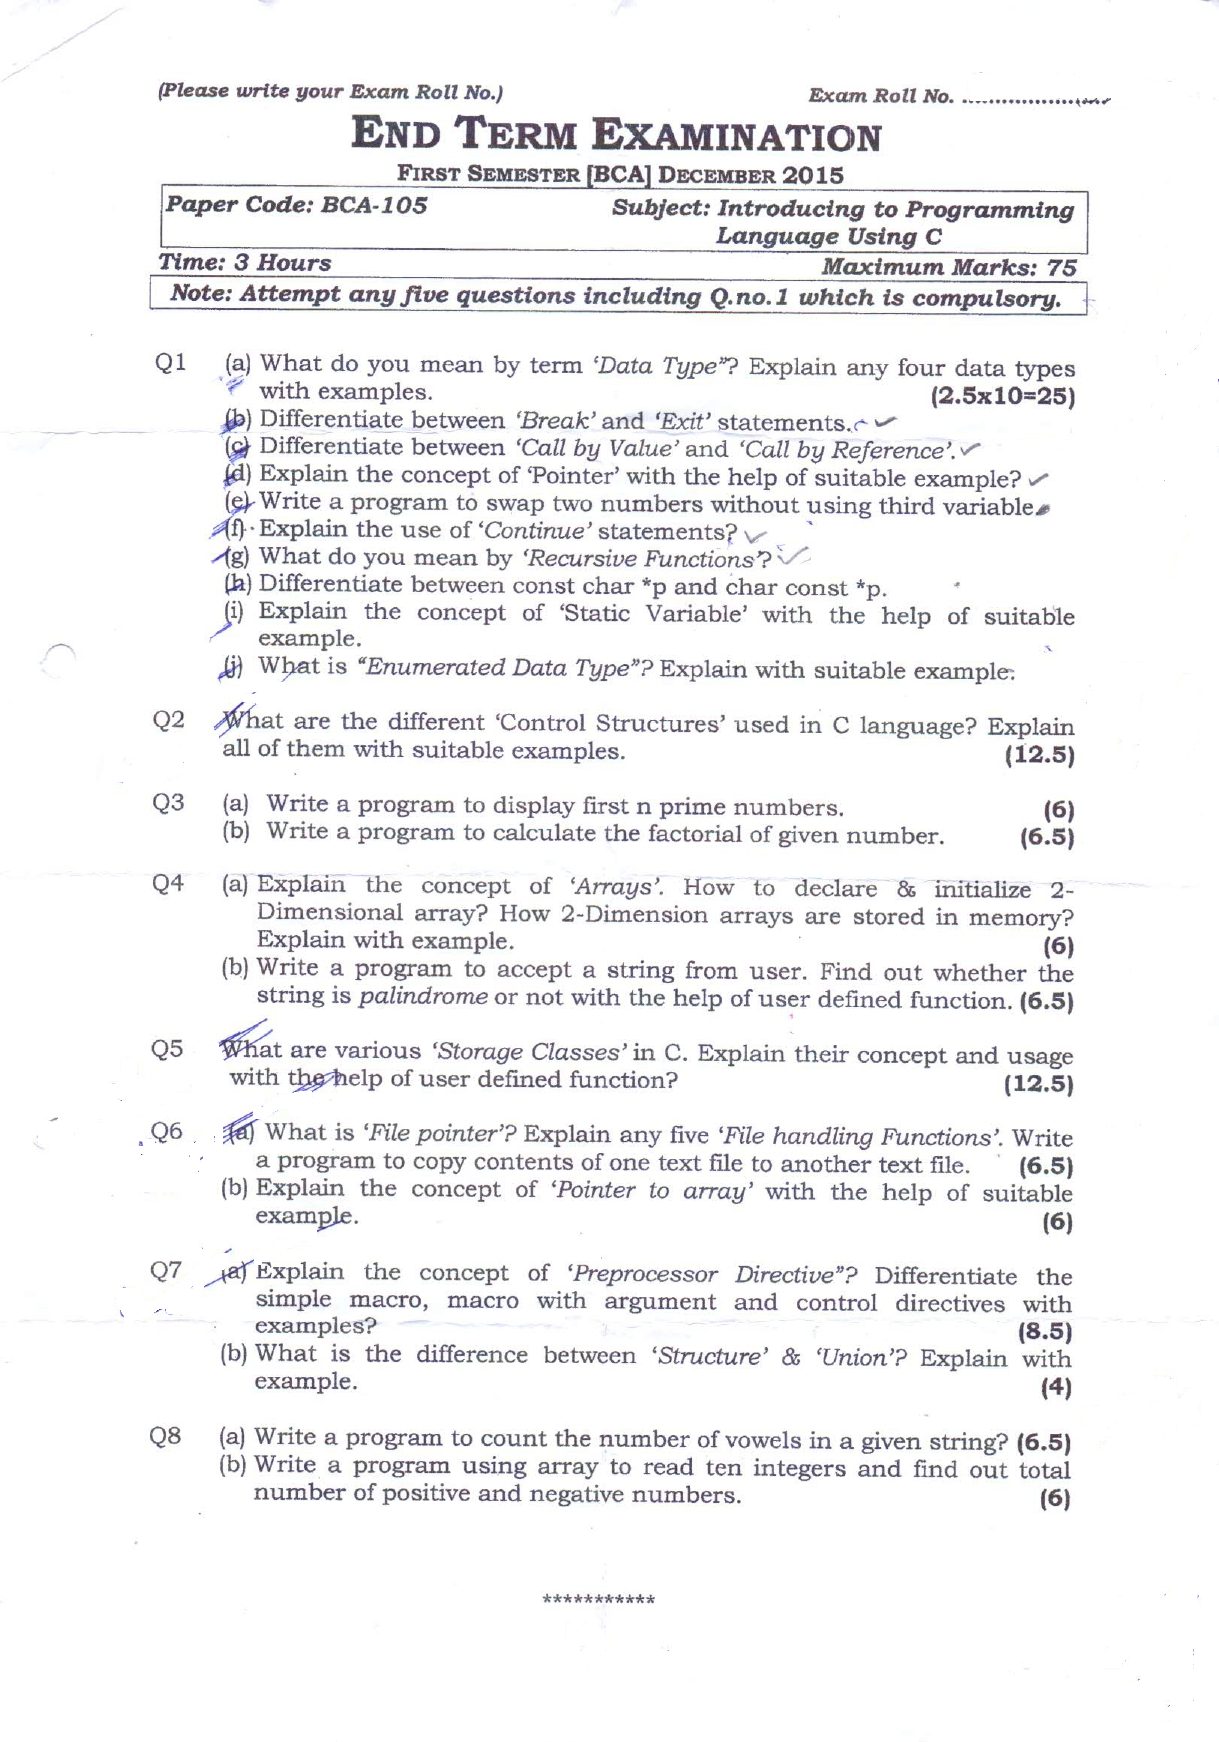 (Please write your Exam Roll No.) Exam Roll No. .....................
END TERM EXAMINATION
FIRST SEMESTER [BCA] DECEMBER 2015
Paper Code: BCA-105 Subject: Introducing to Programming
Language Using C
Time: 3 Hours Maximum Marks: 75
Note: Attempt any five questions including Q.no.1 which is compulsory.
Q1 (a) What do you mean by term 'Data Type"? Explain any four data types
with examples. (2.5x10=25)
(b) Differentiate between 'Break' and 'Exit' statements.
(c) Differentiate between 'Call by Value' and 'Call by Reference'.
(d) Explain the concept of 'Pointer' with the help of suitable example?
(e) Write a program to swap two numbers without using third variable.
(f) Explain the use of 'Continue' statements?
(g) What do you mean by 'Recursive Functions'?
(h) Differentiate between const char *p and char const *p.
(i) Explain the concept of 'Static Variable' with the help of suitable
example.
(j) What is "Enumerated Data Type"? Explain with suitable example.
Q2 What are the different 'Control Structures' used in C language? Explain
all of them with suitable examples. (12.5)
Q3 (a) Write a program to display first n prime numbers. (6)
(b) Write a program to calculate the factorial of given number. (6.5)
Q4 (a) Explain the concept of 'Arrays'. How to declare & initialize 2-
Dimensional array? How 2-Dimension arrays are stored in memory?
Explain with example. (6)
(b) Write a program to accept a string from user. Find out whether the
string is palindrome or not with the help of user defined function. (6.5)
Q5 What are various 'Storage Classes' in C. Explain their concept and usage
with the help of user defined function? (12.5)
Q6 (a) What is 'File pointer'? Explain any five 'File handling Functions'. Write
a program to copy contents of one text file to another text file. (6.5)
(b) Explain the concept of 'Pointer to array' with the help of suitable
example. (6)
Q7 (a) Explain the concept of 'Preprocessor Directive"? Differentiate the
simple macro, macro with argument and control directives with
examples? (8.5)
(b) What is the difference between 'Structure' & 'Union'? Explain with
example. (4)
Q8 (a) Write a program to count the number of vowels in a given string? (6.5)
(b) Write a program using array to read ten integers and find out total
number of positive and negative numbers. (6)
***********